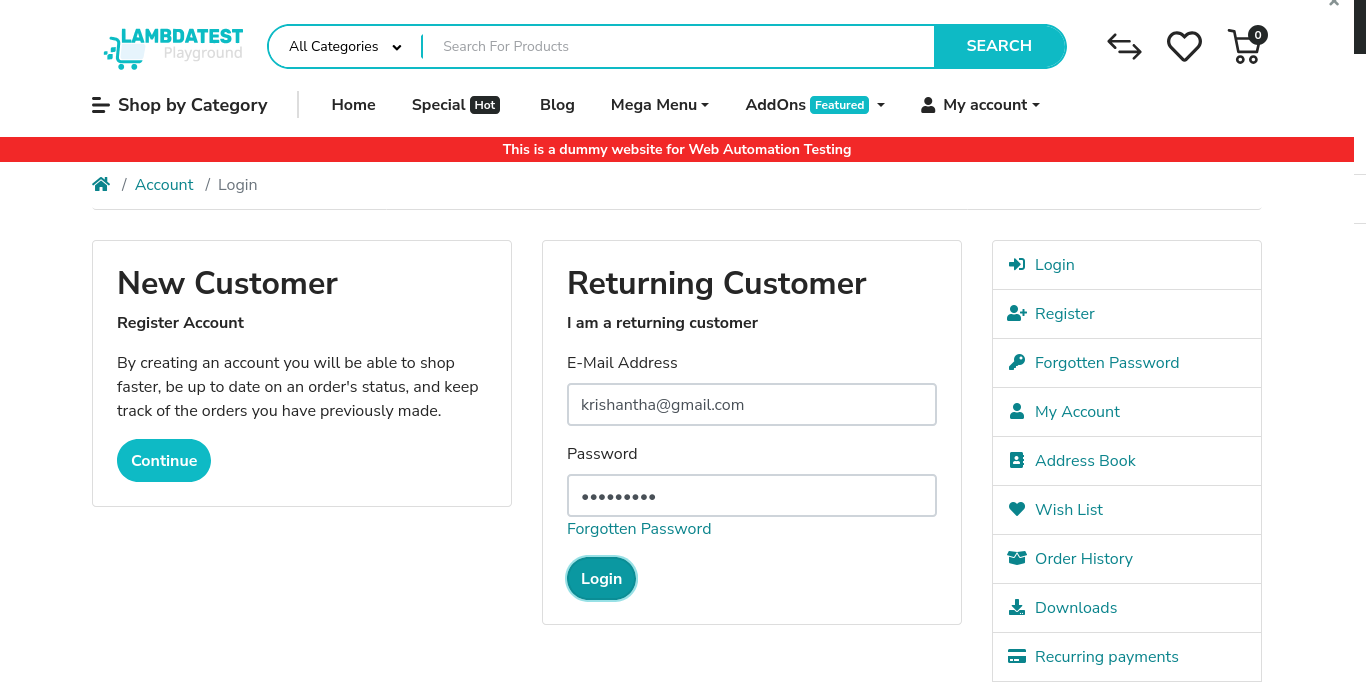 LAMBDATEST
Playground
All Categories
Search For Products
SEARCH
0
Shop by Category
Home
Special Hot
Blog
Mega Menu
AddOns Featured
My account
This is a dummy website for Web Automation Testing
/ Account / Login
New Customer
Register Account
By creating an account you will be able to shop
faster, be up to date on an order's status, and keep
track of the orders you have previously made.
Continue
Returning Customer
I am a returning customer
E-Mail Address
krishantha@gmail.com
Password
•••••••••
Forgotten Password
Login
Login
Register
Forgotten Password
My Account
Address Book
Wish List
Order History
Downloads
Recurring payments